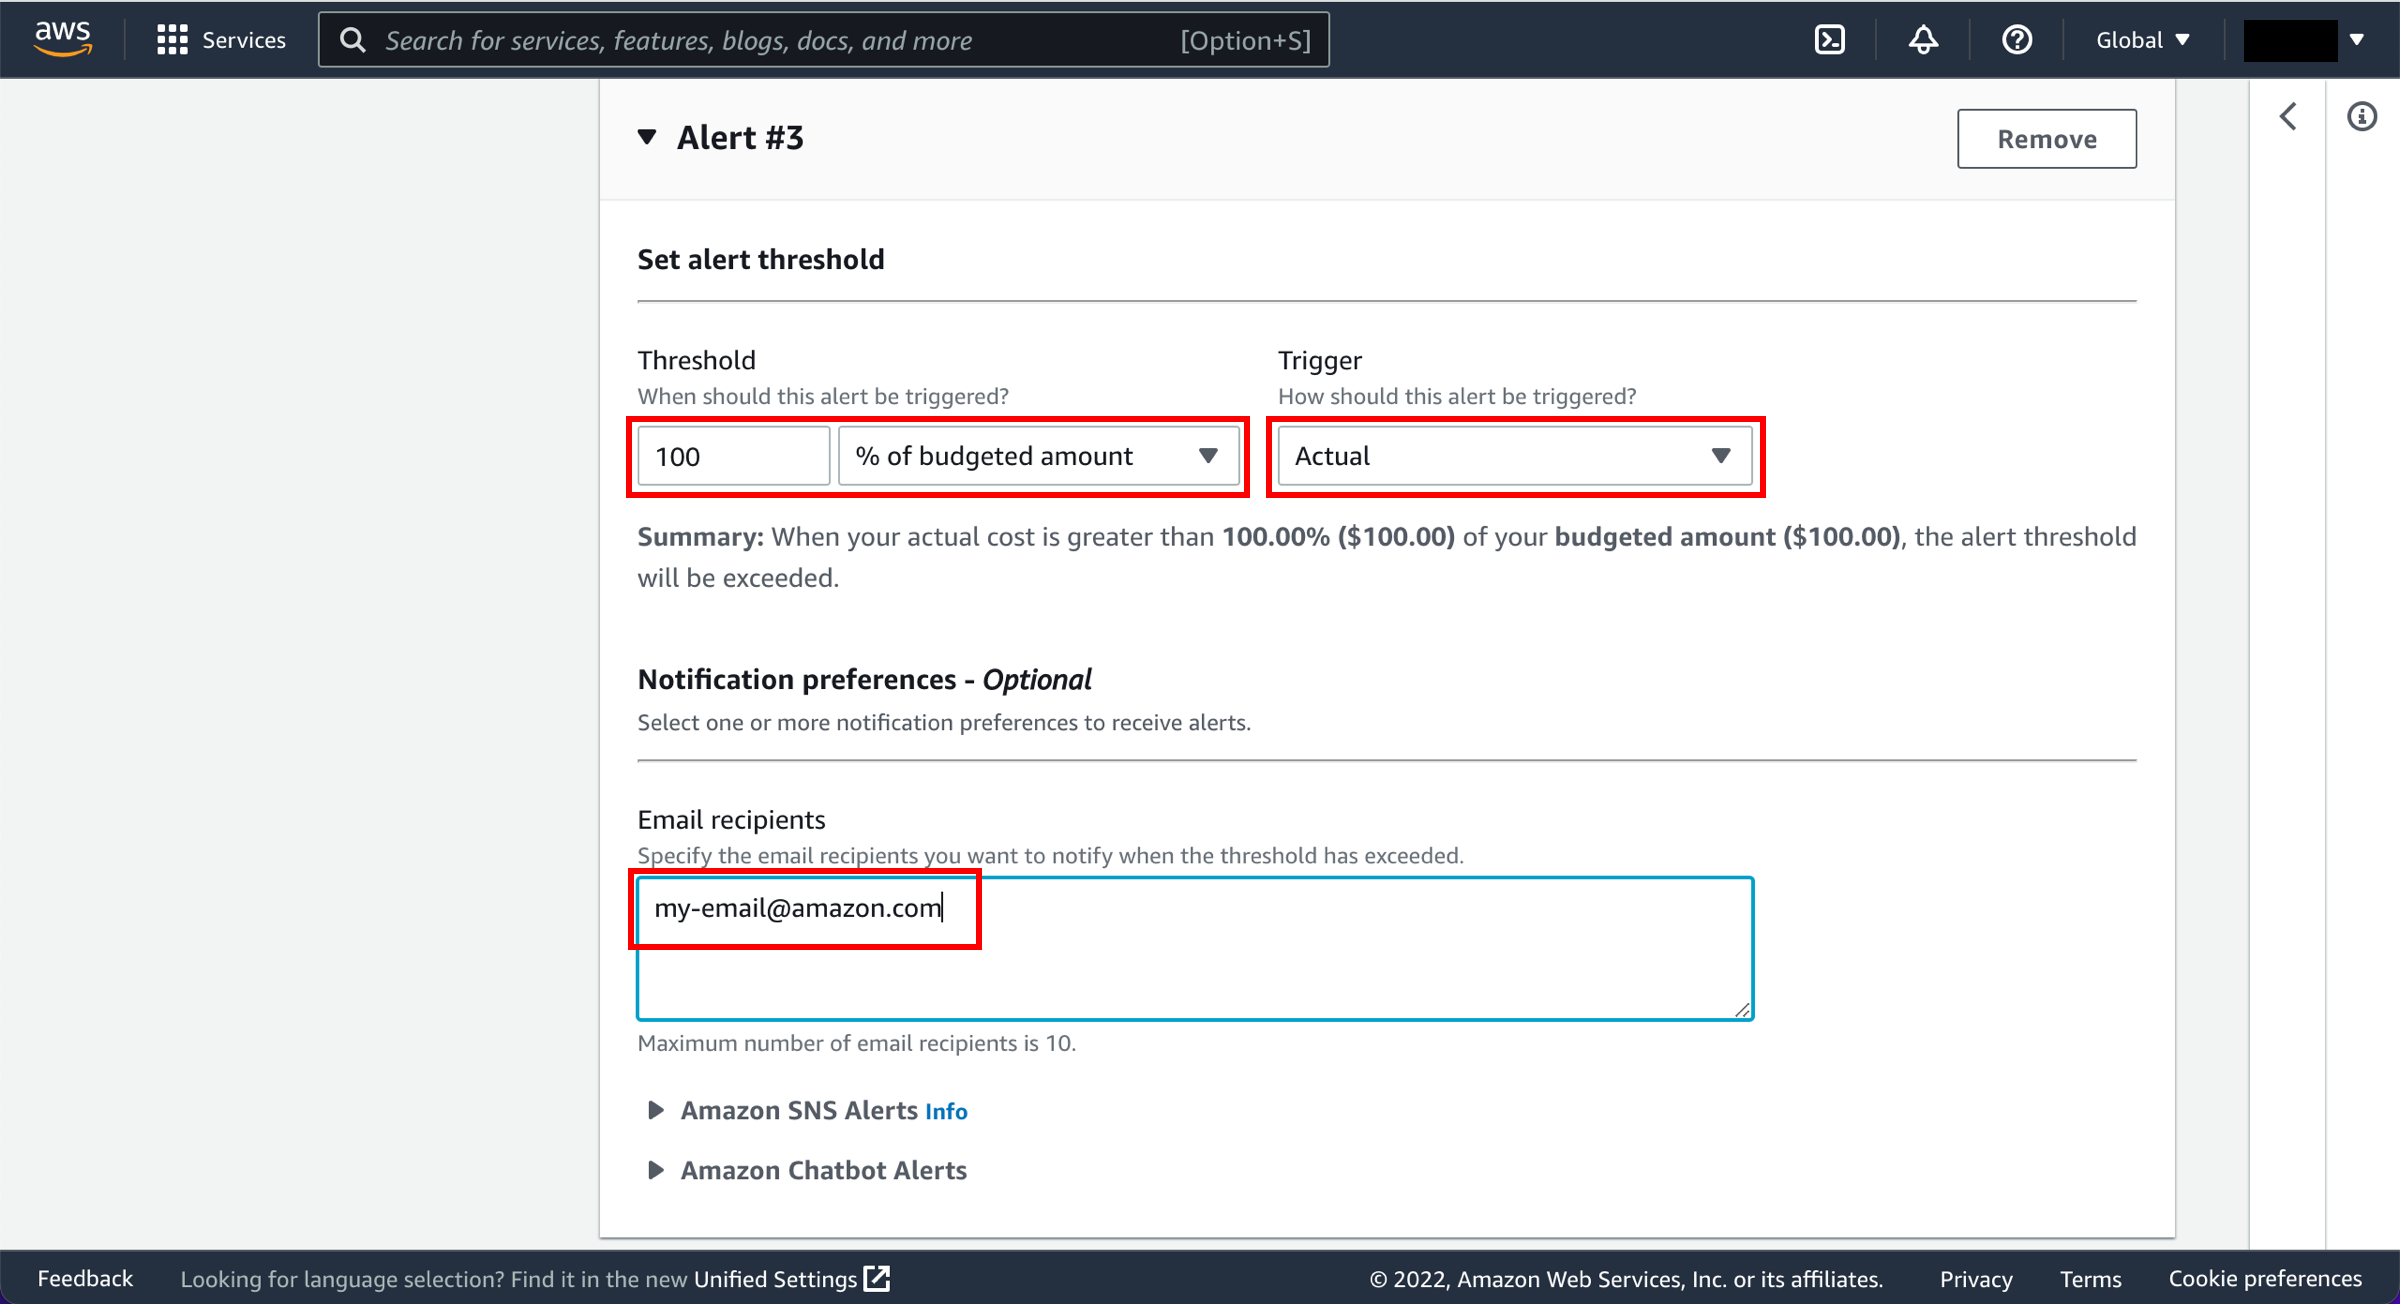 aws
Services
Search for services, features, blogs, docs, and more
[Option+S]
Global
Alert #3
Remove
Set alert threshold
Threshold
Trigger
When should this alert be triggered?
How should this alert be triggered?
100
% of budgeted amount
Actual
Summary: When your actual cost is greater than 100.00% ($100.00) of your budgeted amount ($100.00), the alert threshold
will be exceeded.
Notification preferences - Optional
Select one or more notification preferences to receive alerts.
Email recipients
Specify the email recipients you want to notify when the threshold has exceeded.
my-email@amazon.com
Maximum number of email recipients is 10.
Amazon SNS Alerts Info
Amazon Chatbot Alerts
Feedback
Looking for language selection? Find it in the new Unified Settings
© 2022, Amazon Web Services, Inc. or its affiliates.
Privacy
Terms
Cookie preferences